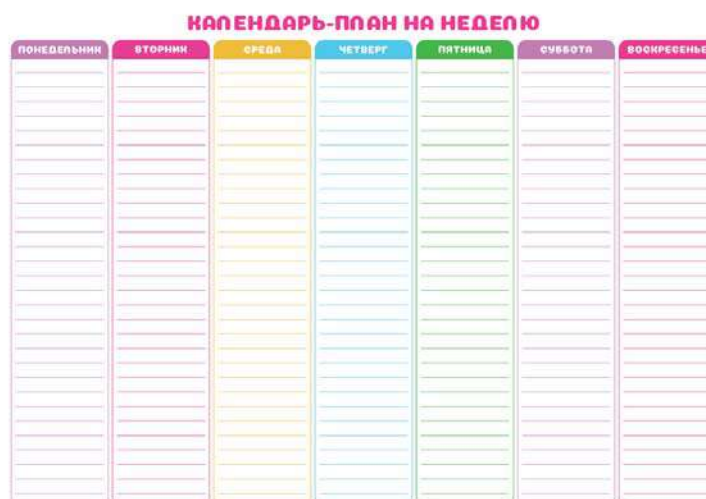 КАЛЕНДАРЬ-ПЛАН НА НЕДЕЛЮ
ПОНЕДЕЛЬНИК ВТОРНИК СРЕДА ЧЕТВЕРГ ПЯТНИЦА СУББОТА ВОСКРЕСЕНЬЕ